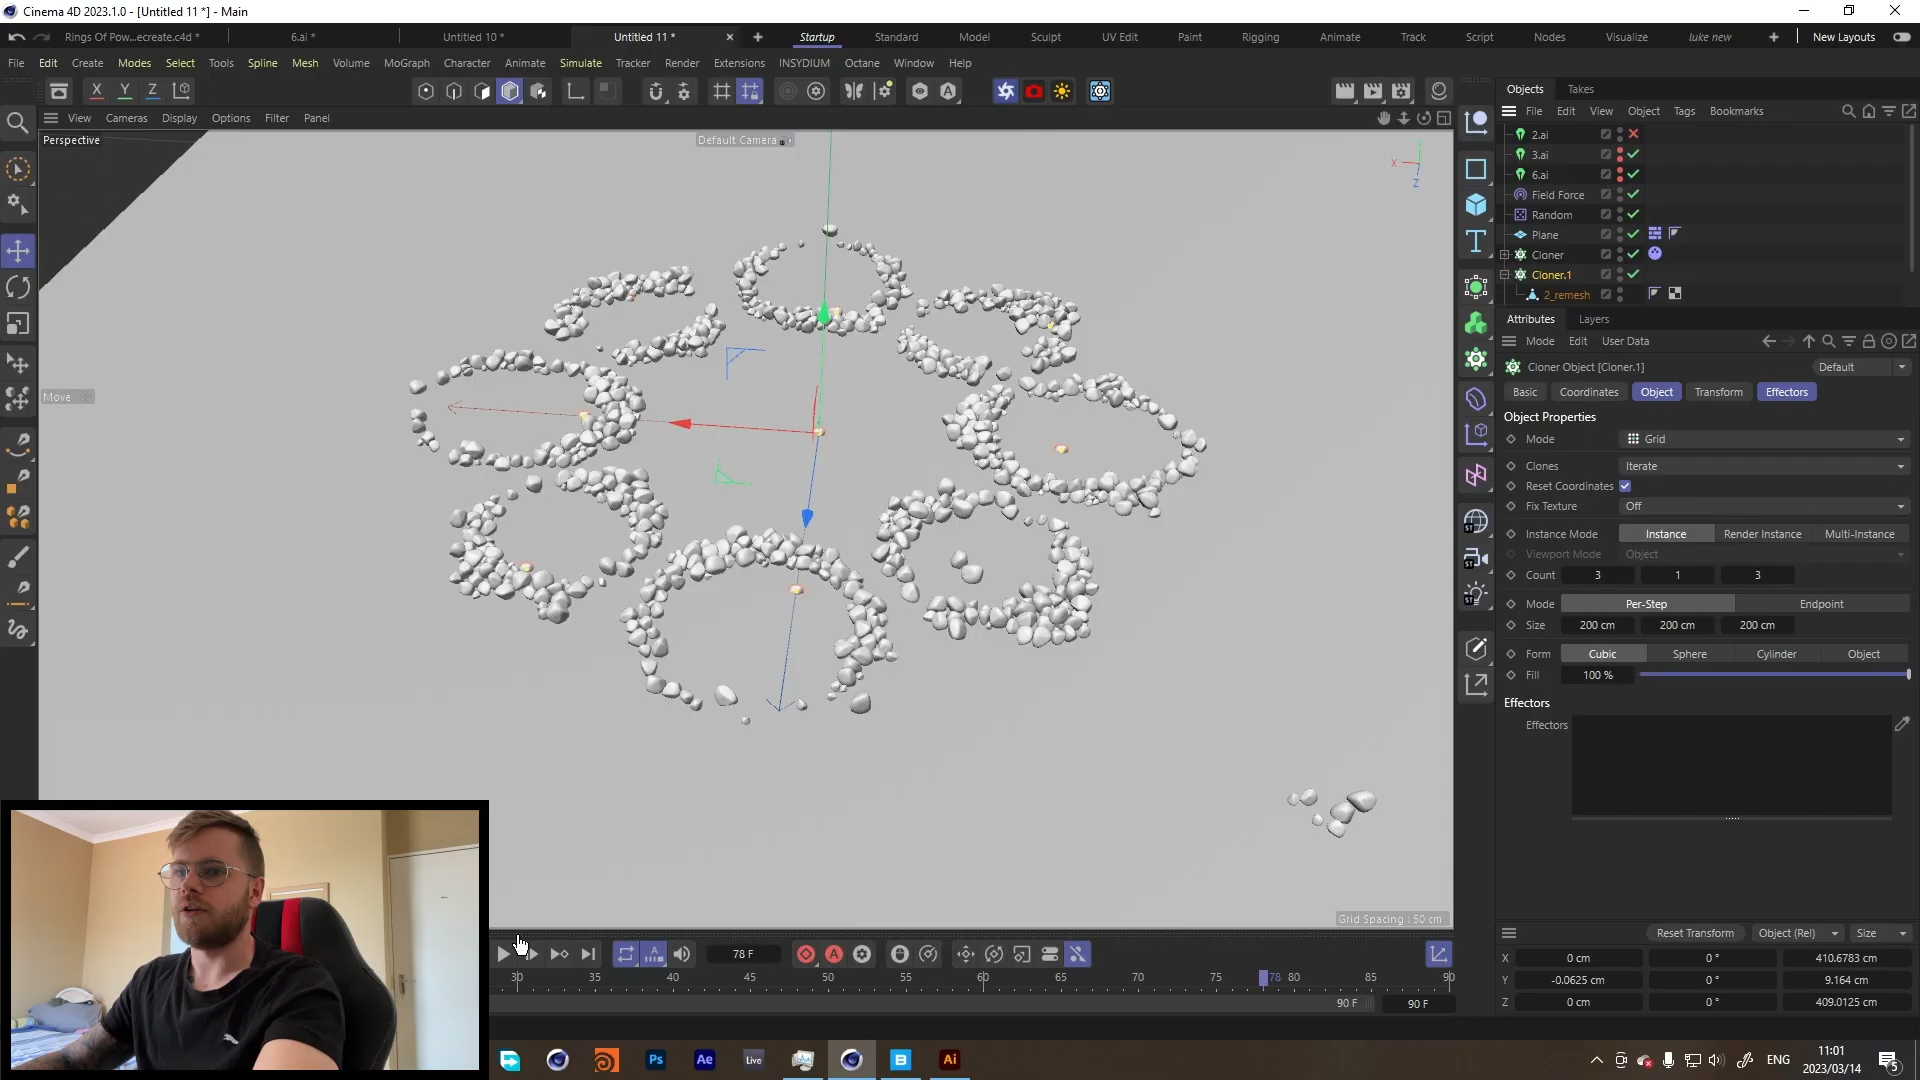 Cinema 4D 2023.1.0 - [Untitled 11 *] - Main
Rings Of Pow...ecreate.c4d *
6.ai *
Untitled 10 *
Untitled 11 *
Startup
Standard
Model
Sculpt
UV Edit
Paint
Rigging
Animate
Track
Script
Nodes
Visualize
luke new
New Layouts
File Edit Create Modes Select Tools Spline Mesh Volume MoGraph Character Animate Simulate Tracker Render Extensions INSYDIUM Octane Window Help
X Y Z
View Cameras Display Options Filter Panel
Perspective
Default Camera
X
Z
Move
Grid Spacing : 50 cm
Objects Takes
File Edit View Object Tags Bookmarks
2.ai
3.ai
6.ai
Field Force
Random
Plane
Cloner
Cloner.1
2_remesh
Attributes Layers
Mode Edit User Data
Cloner Object [Cloner.1]
Default
Basic Coordinates Object Transform Effectors
Object Properties
Mode Grid
Clones Iterate
Reset Coordinates
Fix Texture Off
Instance Mode Instance Render Instance Multi-Instance
Viewport Mode Object
Count 3 1 3
Mode Per-Step Endpoint
Size 200 cm 200 cm 200 cm
Form Cubic Sphere Cylinder Object
Fill 100 %
Effectors
Effectors
Reset Transform Object (Rel) Size
X 0 cm 0 ° 410.6783 cm
Y -0.0625 cm 0 ° 9.164 cm
Z 0 cm 0 ° 409.0125 cm
78 F
30 35 40 45 50 55 60 65 70 75 78 80 85 90
90 F 90 F
Ps Ae Live Ai
ENG
11:01
2023/03/14
5